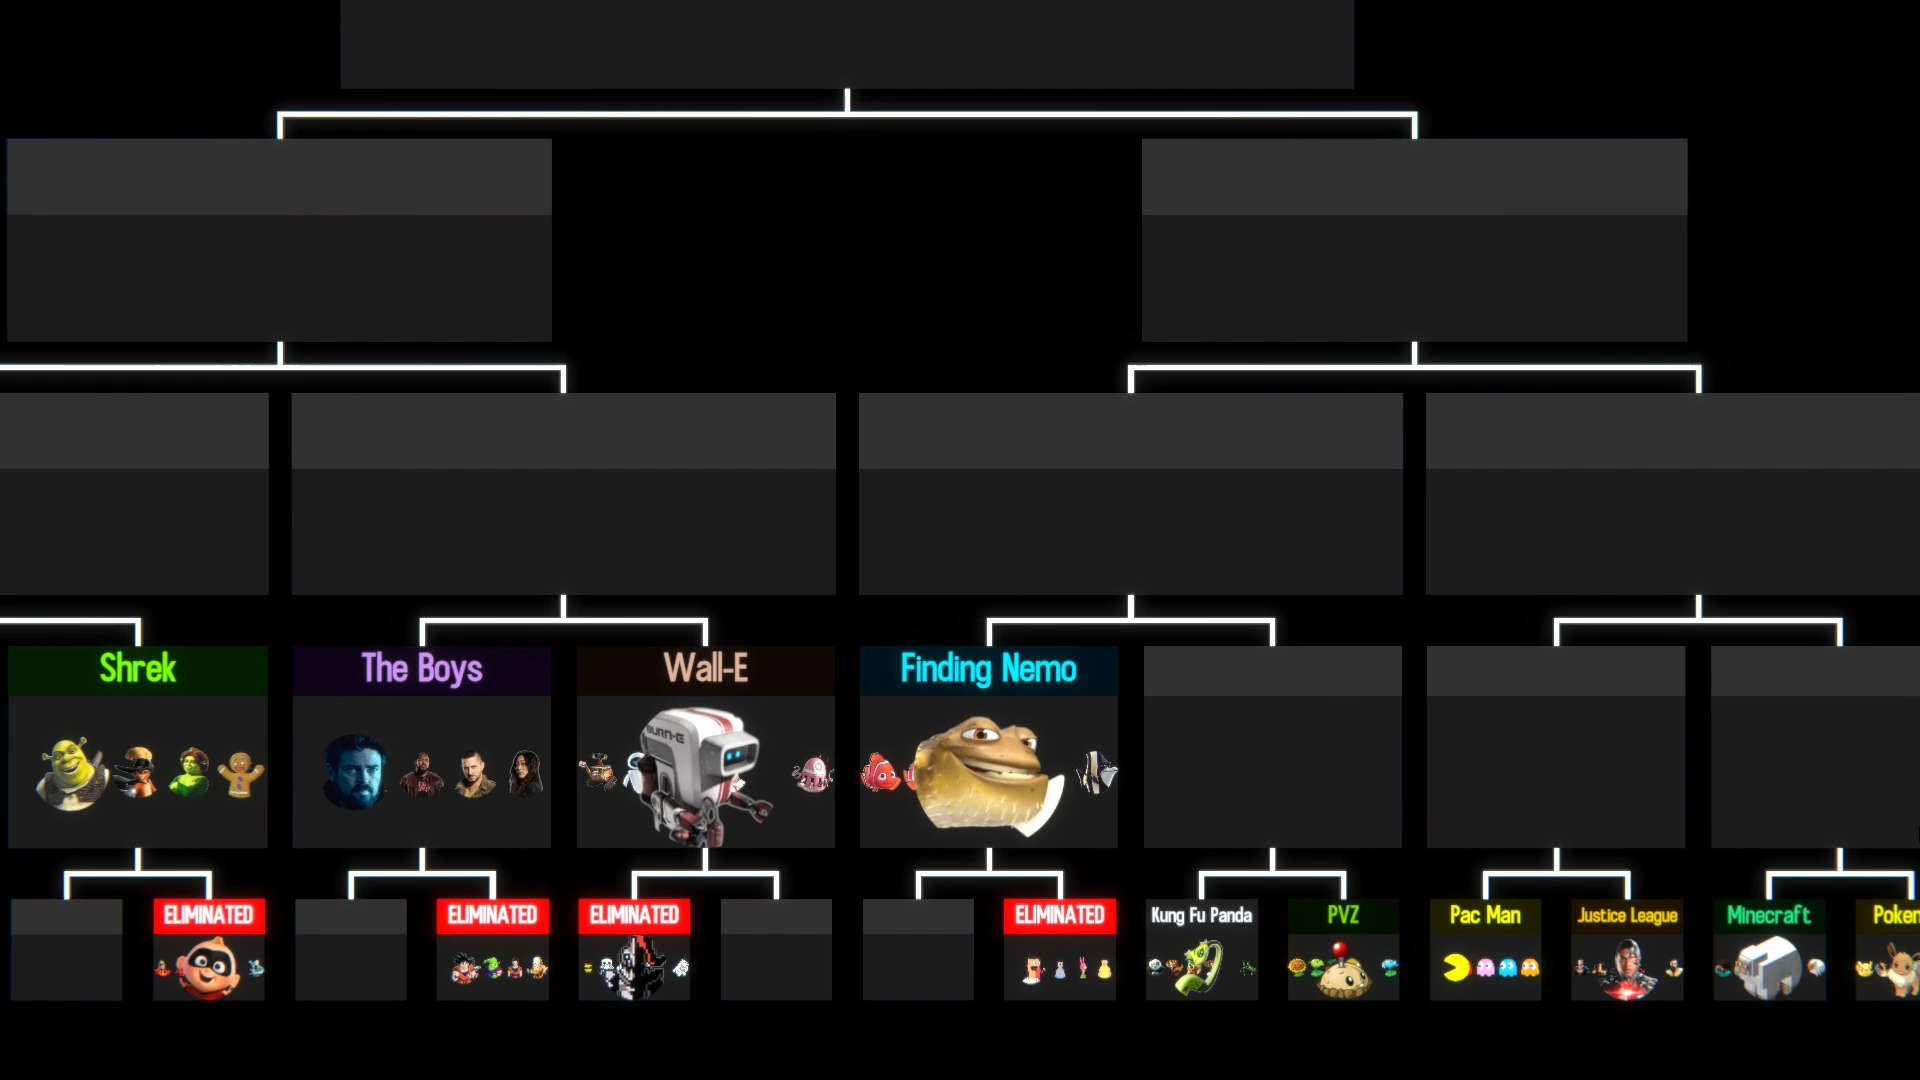 Shrek
The Boys
Wall-E
Finding Nemo
BURN-E
ELIMINATED
ELIMINATED
ELIMINATED
ELIMINATED
Kung Fu Panda
PVZ
Pac Man
Justice League
Minecraft
Poken